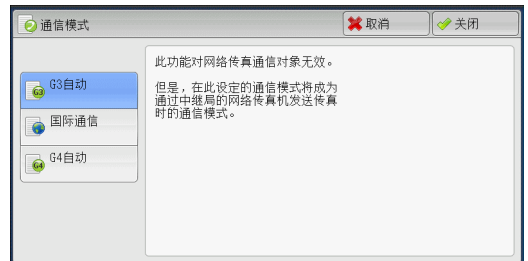 通信模式
取消
关闭
G3自动
国际通信
G4自动
此功能对网络传真通信对象无效。
但是，在此设定的通信模式将成为
通过中继局的网络传真机发送传真
时的通信模式。